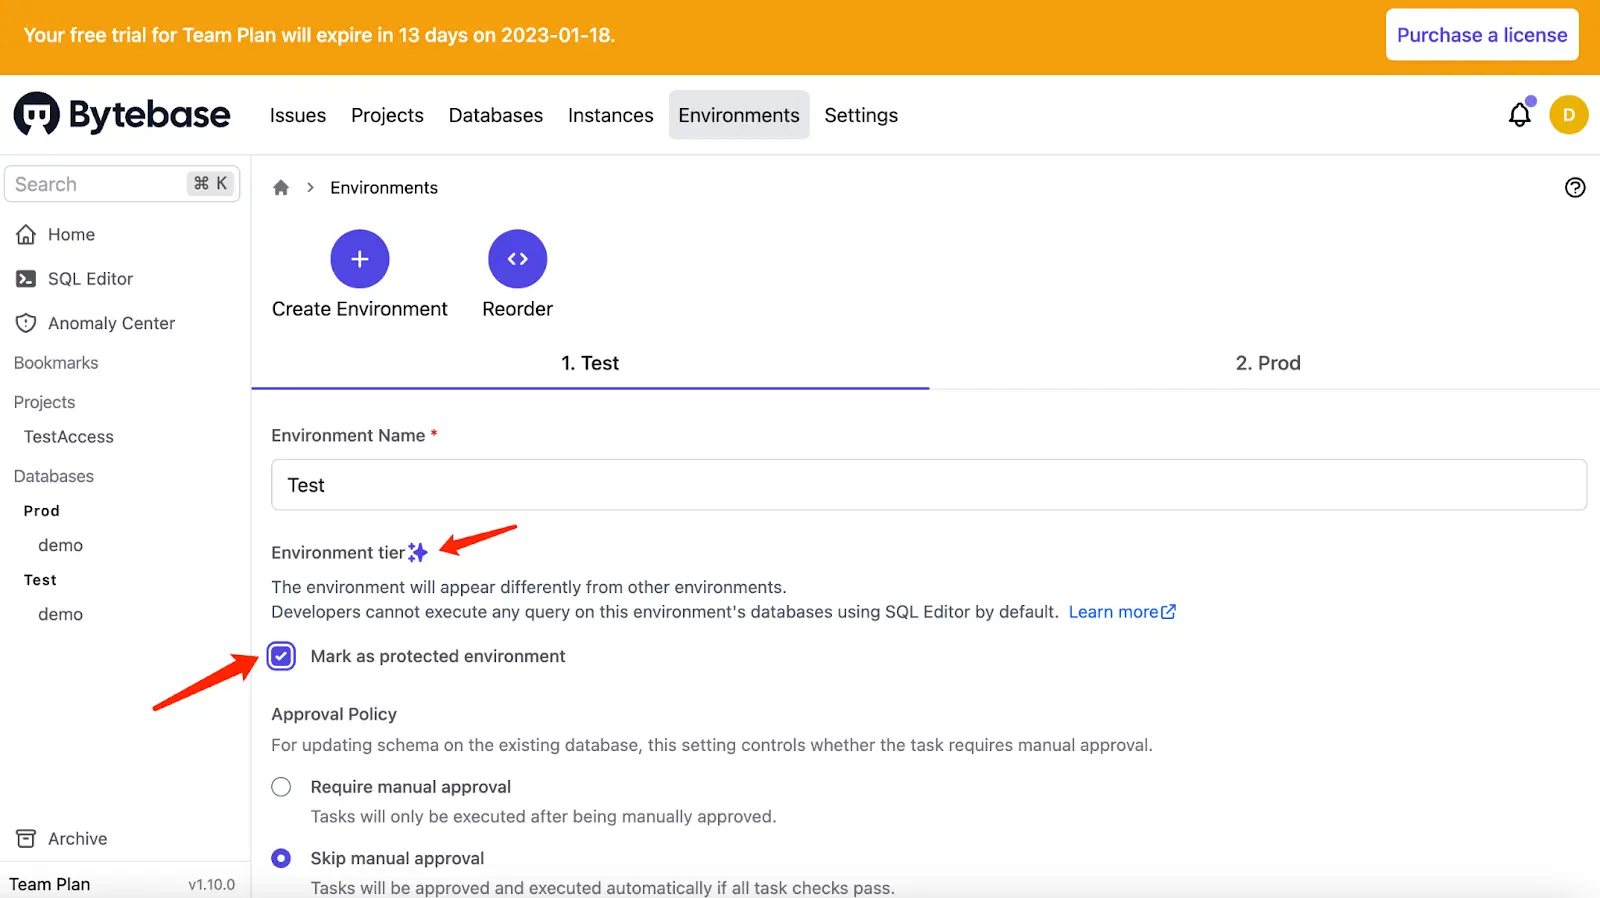 Your free trial for Team Plan will expire in 13 days on 2023-01-18.
Purchase a license
Bytebase
Issues
Projects
Databases
Instances
Environments
Settings
D
Search
⌘ K
Home
SQL Editor
Anomaly Center
Bookmarks
Projects
TestAccess
Databases
Prod
demo
Test
demo
Archive
Team Plan
v1.10.0
Environments
Create Environment
Reorder
1. Test
2. Prod
Environment Name *
Test
Environment tier
The environment will appear differently from other environments.
Developers cannot execute any query on this environment's databases using SQL Editor by default. Learn more
Mark as protected environment
Approval Policy
For updating schema on the existing database, this setting controls whether the task requires manual approval.
Require manual approval
Tasks will only be executed after being manually approved.
Skip manual approval
Tasks will be approved and executed automatically if all task checks pass.